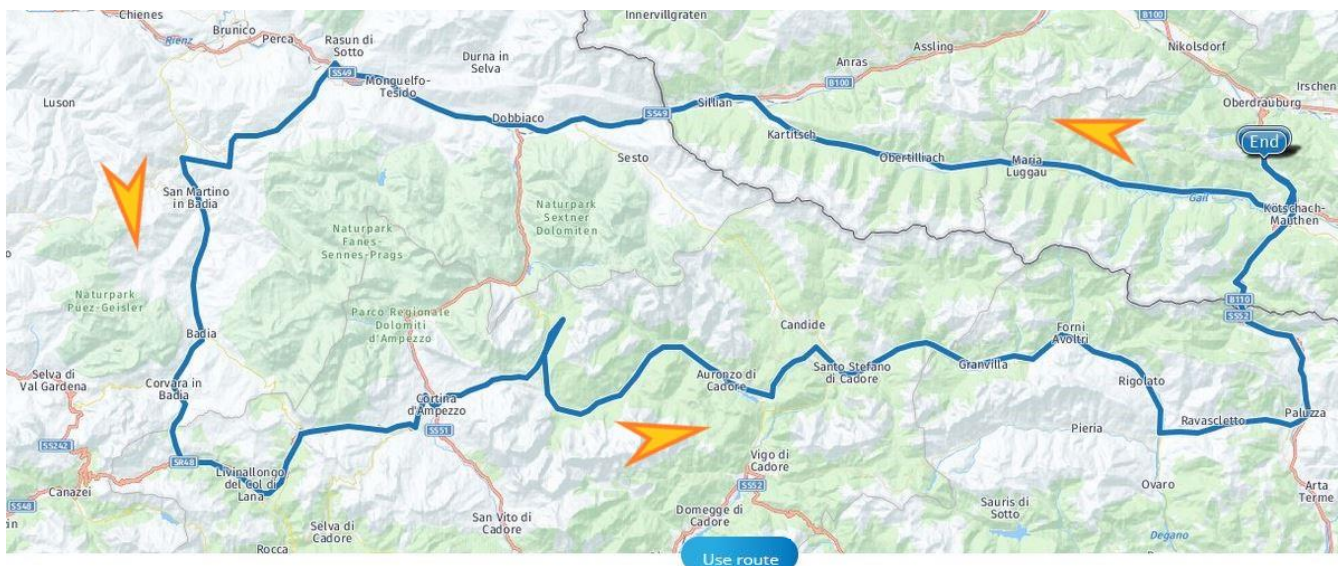 Innervillgraten
B100
Chienes
Brunico
Rienz
Perca
Rasun di
Sotto
Durna in
Selva
Assling
Nikolsdorf
Anras
SS49
Monguelfo-
Tesido
B100
Irschen
Luson
Sillian
Oberdrauburg
SS49
Dobbiaco
Kartitsch
End
Sesto
Obertilliach
Maria
Luggau
San Martino
in Badia
Gail
Kötschach-
Mauthen
Naturpark
Sextner
Dolomiten
Naturpark
Fanes-
Sennes-Prags
Naturpark
Puez-Geisler
B110
SS52
Parco Regionale
Dolomiti
d'Ampezzo
Badia
Candide
Forni
Avoltri
Granvilla
Santo Stefano
di Cadore
Auronzo di
Cadore
Selva di
Val Gardena
Corvara in
Badia
Rigolato
Cortina
d'Ampezzo
SS51
Ravascletto
Paluzza
Pieria
SS242
SR48
Vigo di
Cadore
Livinallongo
del Col di
Lana
SS52
Ovaro
Arta
Terme
Canazei
SS48
Sauris di
Sotto
San Vito di
Cadore
Domegge di
Cadore
Selva di
Cadore
Degano
Rocca
Use route